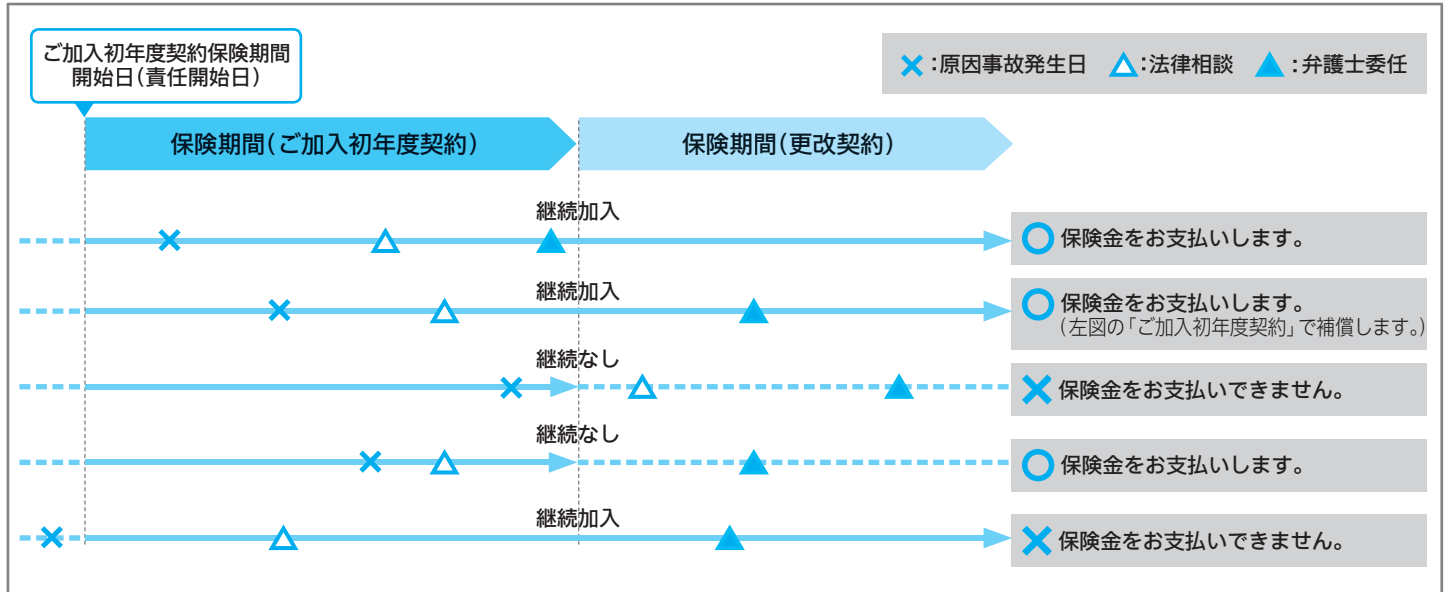 ご加入初年度契約保険期間
開始日(責任開始日)
:原因事故発生日 :法律相談 :弁護士委任
保険期間(ご加入初年度契約) 保険期間(更改契約)
継続加入
保険金をお支払いします。
継続加入
保険金をお支払いします。
(左図の「ご加入初年度契約」で補償します。)
継続なし
保険金をお支払いできません。
継続なし
保険金をお支払いします。
継続加入
保険金をお支払いできません。